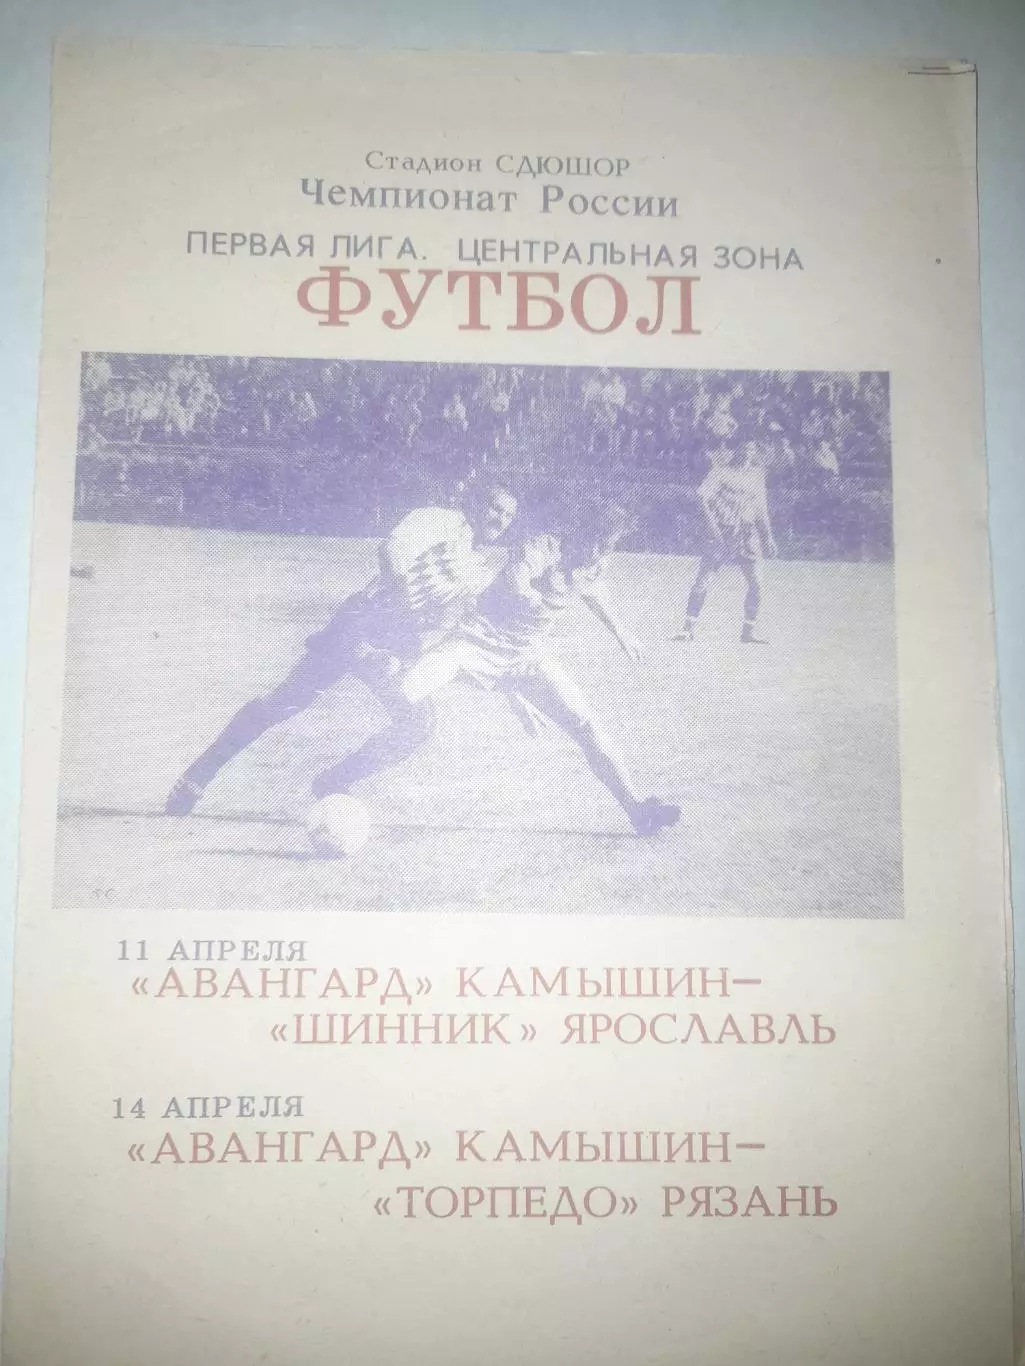 Стадион СДЮШОР
Чемпионат России
ПЕРВАЯ ЛИГА. ЦЕНТРАЛЬНАЯ ЗОНА
ФУТБОЛ
11 АПРЕЛЯ
«АВАНГАРД» КАМЫШИН—
«ШИННИК» ЯРОСЛАВЛЬ
14 АПРЕЛЯ
«АВАНГАРД» КАМЫШИН—
«ТОРПЕДО» РЯЗАНЬ